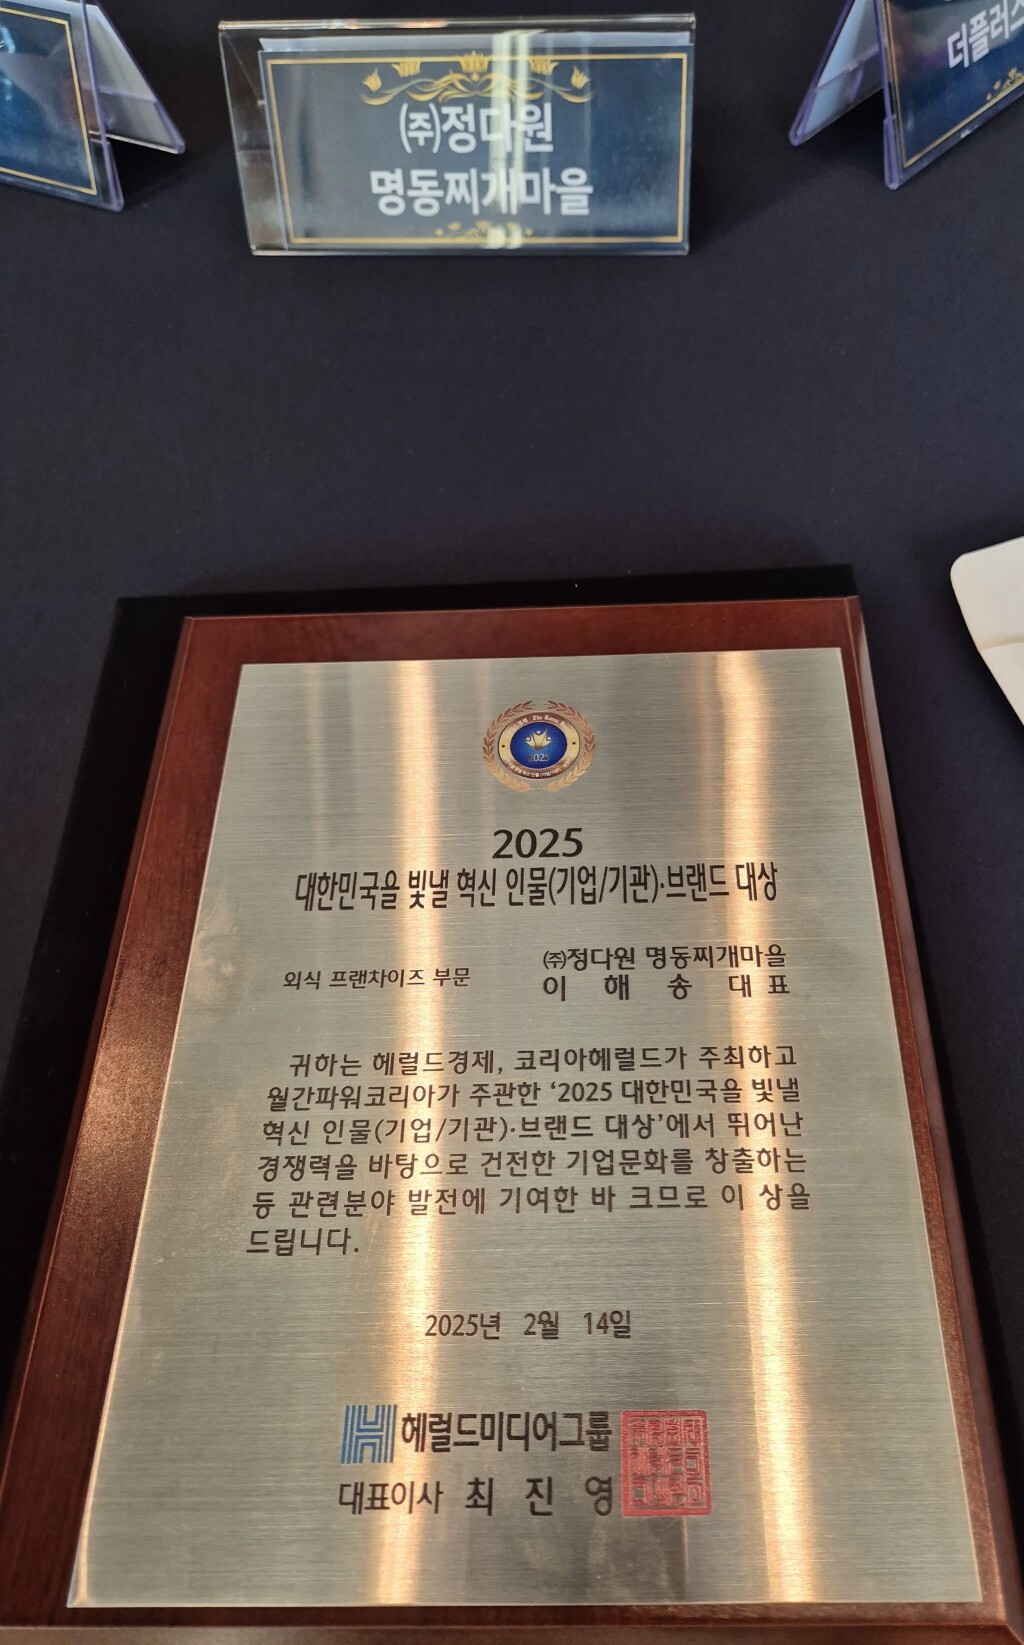 더플러스
(주)정다원
명동찌개마을
2025
2025
대한민국을 빛낼 혁신 인물(기업/기관)·브랜드 대상
외식 프랜차이즈 부문
㈜정다원 명동찌개마을
이 해 송 대 표
귀하는 헤럴드경제, 코리아헤럴드가 주최하고
월간파워코리아가 주관한 ‘2025 대한민국을 빛낼
혁신 인물(기업/기관)·브랜드 대상’에서 뛰어난
경쟁력을 바탕으로 건전한 기업문화를 창출하는
등 관련분야 발전에 기여한 바 크므로 이 상을
드립니다.
2025년 2월 14일
헤럴드미디어그룹
대표이사 최 진 영